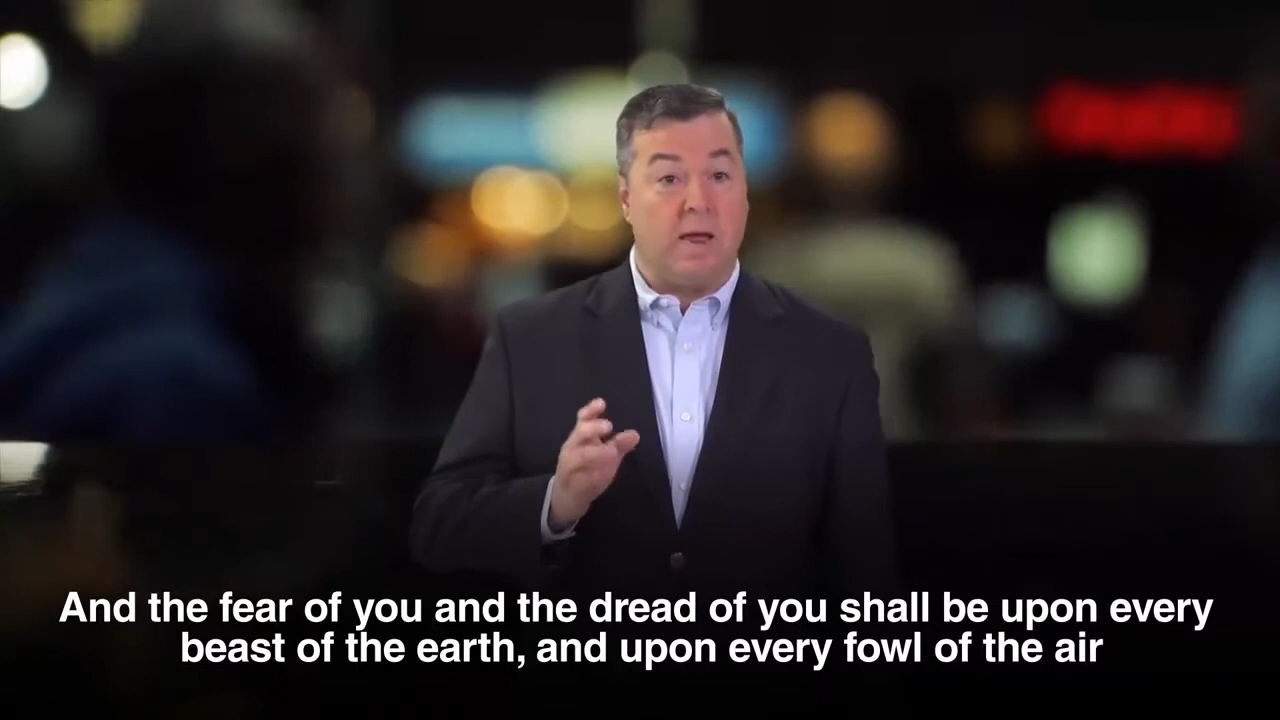 And the fear of you and the dread of you shall be upon every
beast of the earth, and upon every fowl of the air